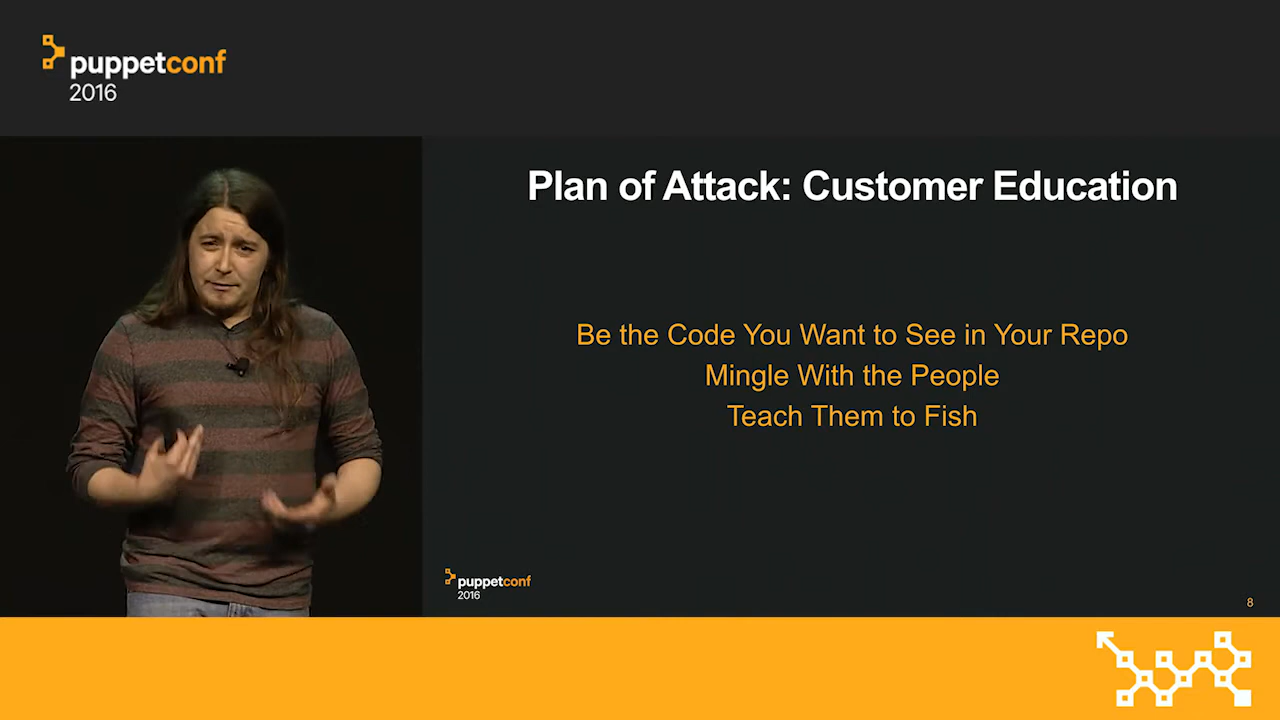 puppetconf
2016
Plan of Attack: Customer Education
Be the Code You Want to See in Your Repo
Mingle With the People
Teach Them to Fish
puppetconf
2016
8